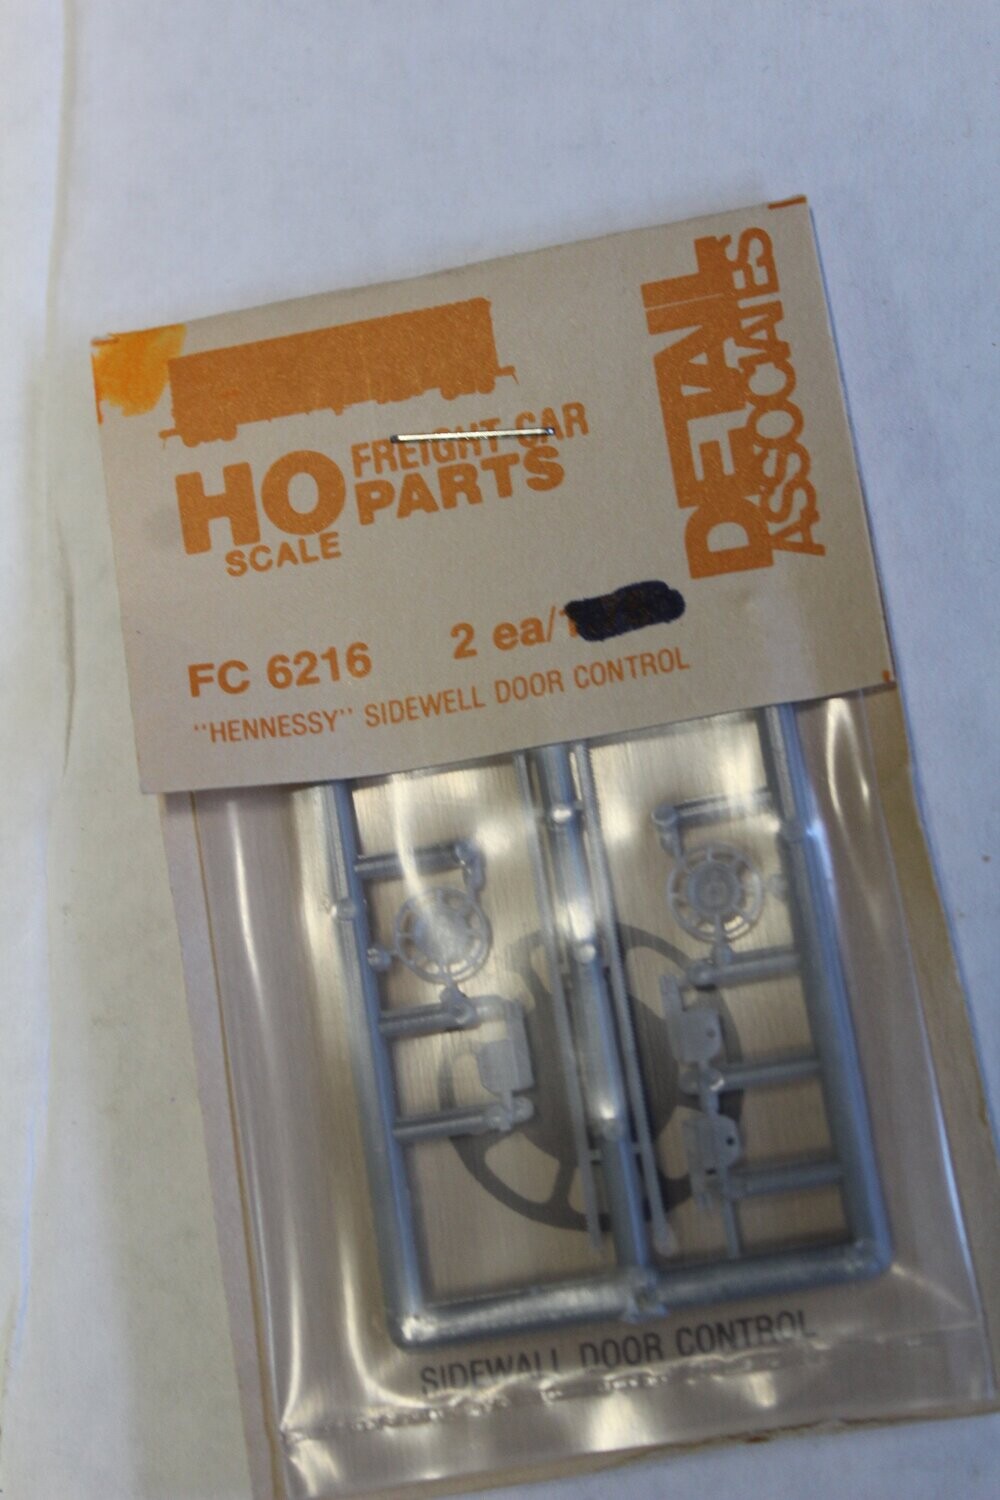 DETAIL
ASSOCIATES
HO
SCALE
FREIGHT CAR
PARTS
FC 6216 2 ea/
"HENNESSY" SIDEWELL DOOR CONTROL
SIDEWALL DOOR CONTROL